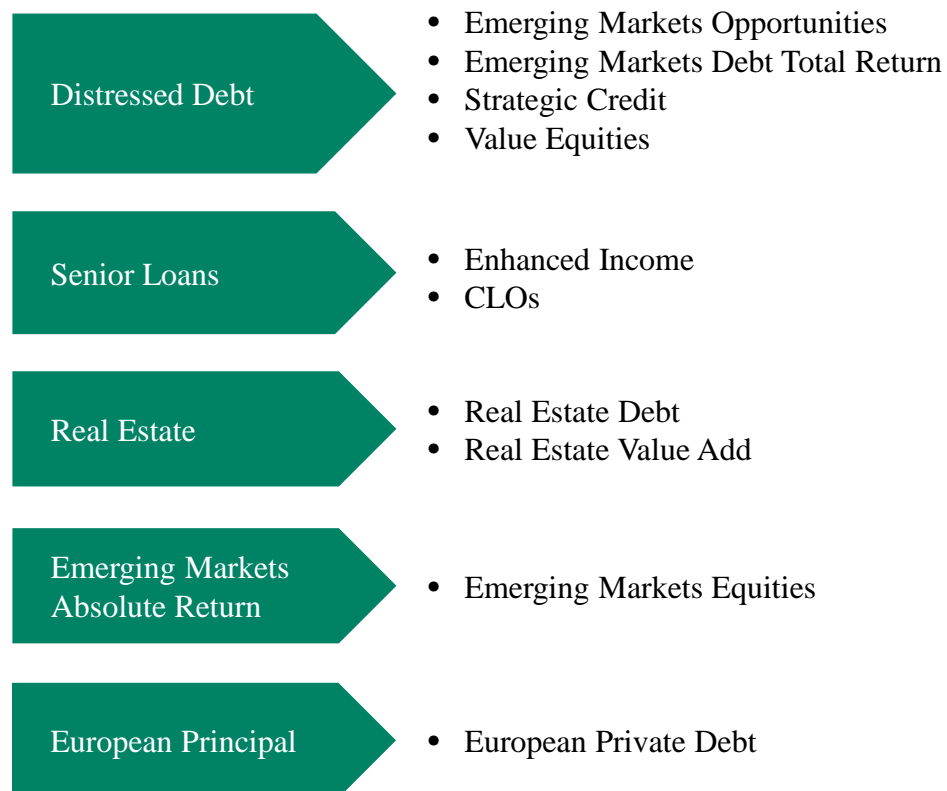 Distressed Debt
• Emerging Markets Opportunities
• Emerging Markets Debt Total Return
• Strategic Credit
• Value Equities
Senior Loans
• Enhanced Income
• CLOs
Real Estate
• Real Estate Debt
• Real Estate Value Add
Emerging Markets
Absolute Return
• Emerging Markets Equities
European Principal
• European Private Debt